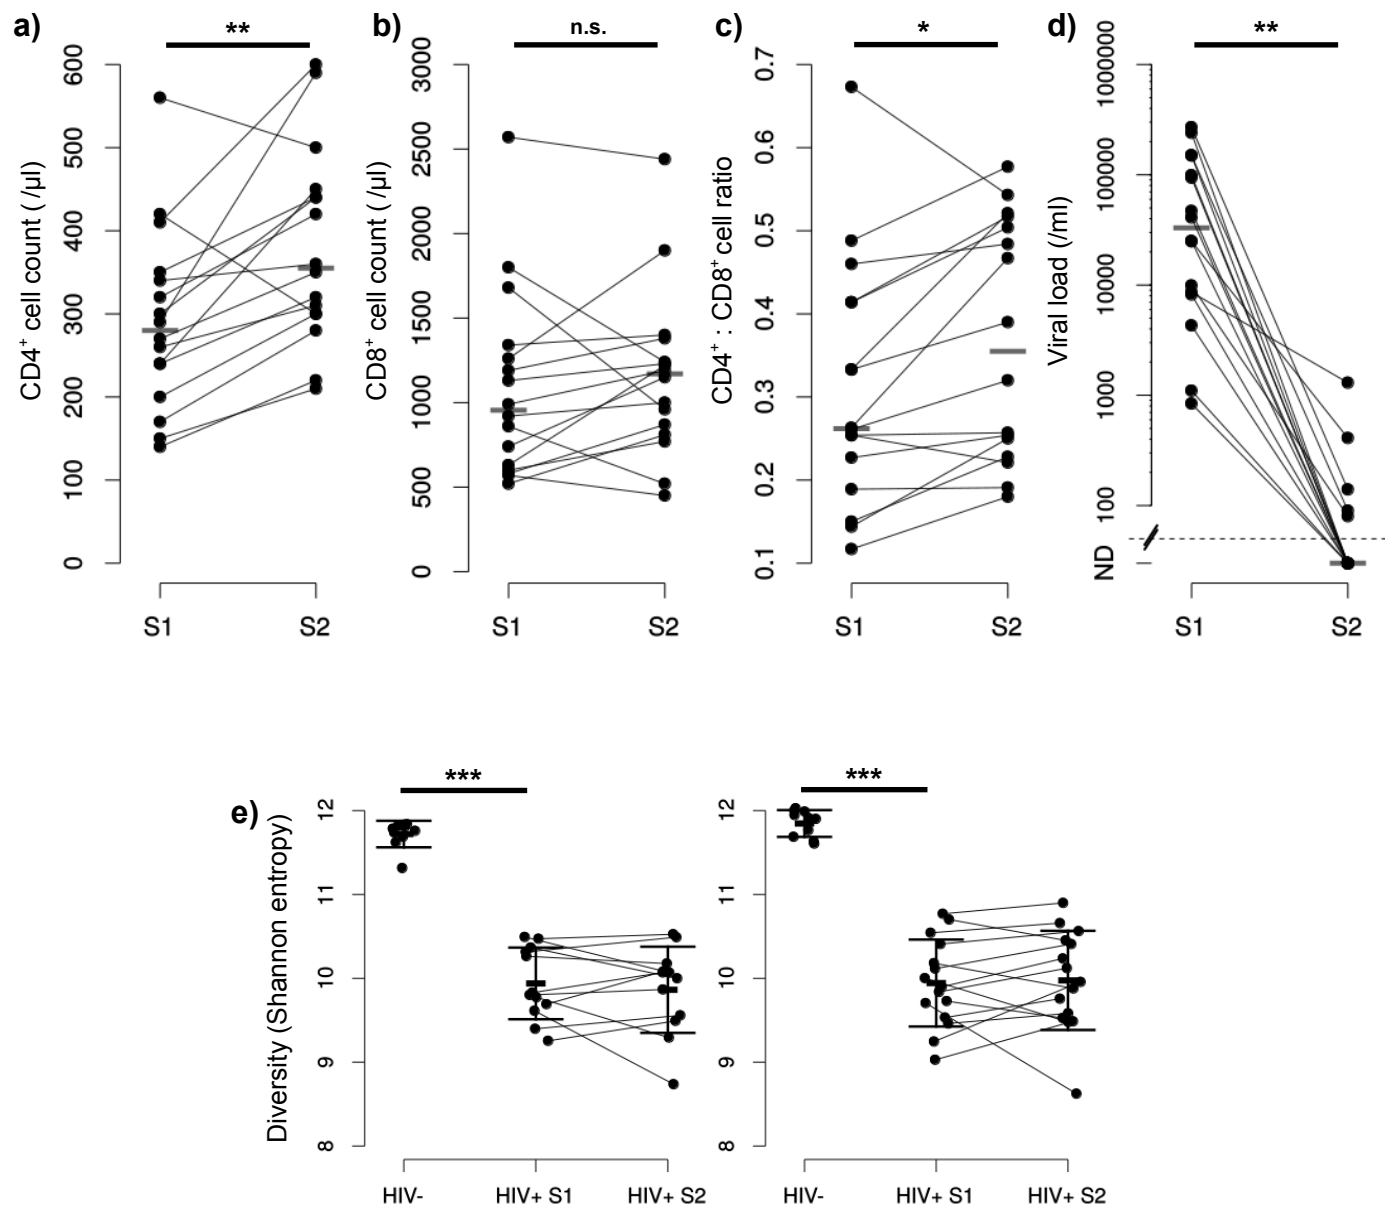 a)
**
CD4⁺ cell count ( /µl)
600
500
400
300
200
100
0
S1 S2
b)
n.s.
CD8⁺ cell count ( /µl)
3000
2500
2000
1500
1000
500
0
S1 S2
c)
*
CD4⁺ : CD8⁺ cell ratio
0.7
0.6
0.5
0.4
0.3
0.2
0.1
S1 S2
d)
**
Viral load (/ml)
1000000
100000
10000
1000
100
ND
S1 S2
e)
***
Diversity (Shannon entropy)
12
11
10
9
8
HIV- HIV+ S1 HIV+ S2
***
12
11
10
9
8
HIV- HIV+ S1 HIV+ S2